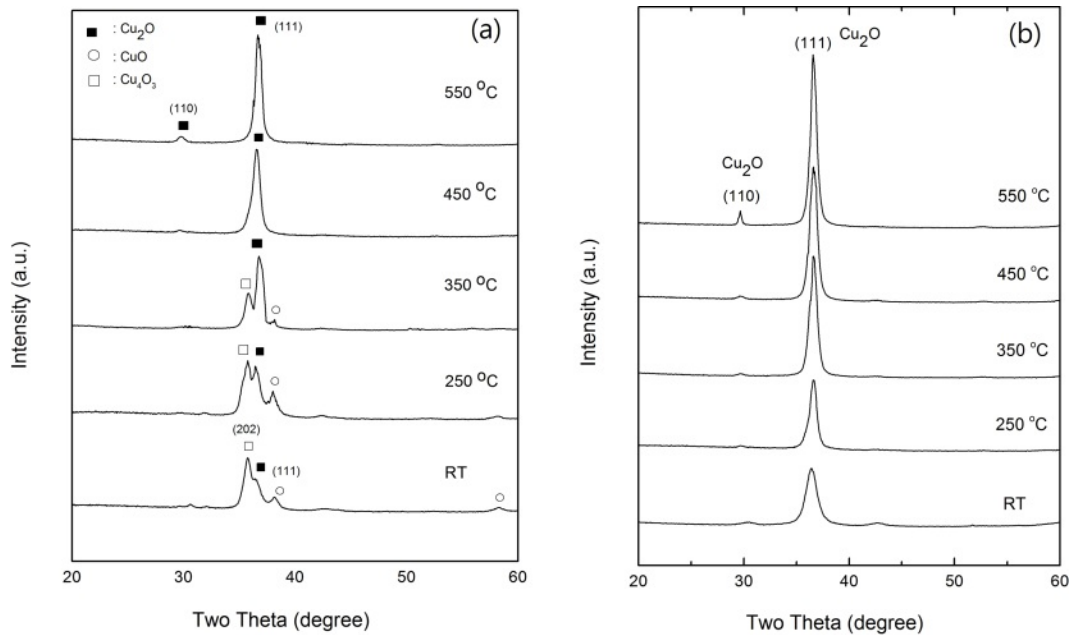 ■ : Cu2O
○ : CuO
□ : Cu4O3
(a)
(111)
550 °C
(110)
450 °C
350 °C
250 °C
(202)
(111)
RT
20 30 40 50 60
Two Theta (degree)
Intensity (a.u.)
(b)
(111) Cu2O
Cu2O
(110)
550 °C
450 °C
350 °C
250 °C
RT
20 30 40 50 60
Two Theta (degree)
Intensity (a.u.)